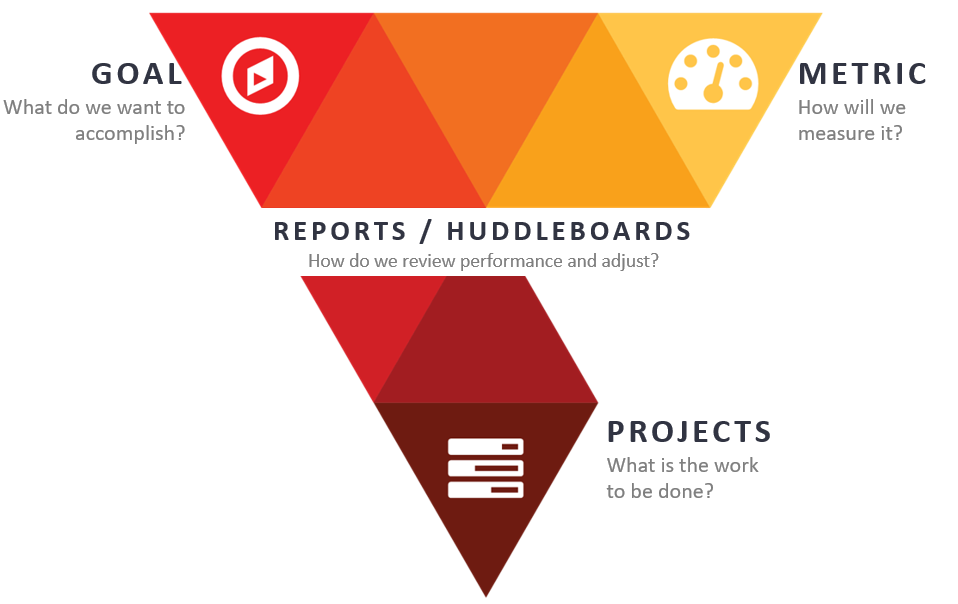 GOAL
What do we want to
accomplish?
METRIC
How will we
measure it?
REPORTS / HUDDLEBOARDS
How do we review performance and adjust?
PROJECTS
What is the work
to be done?